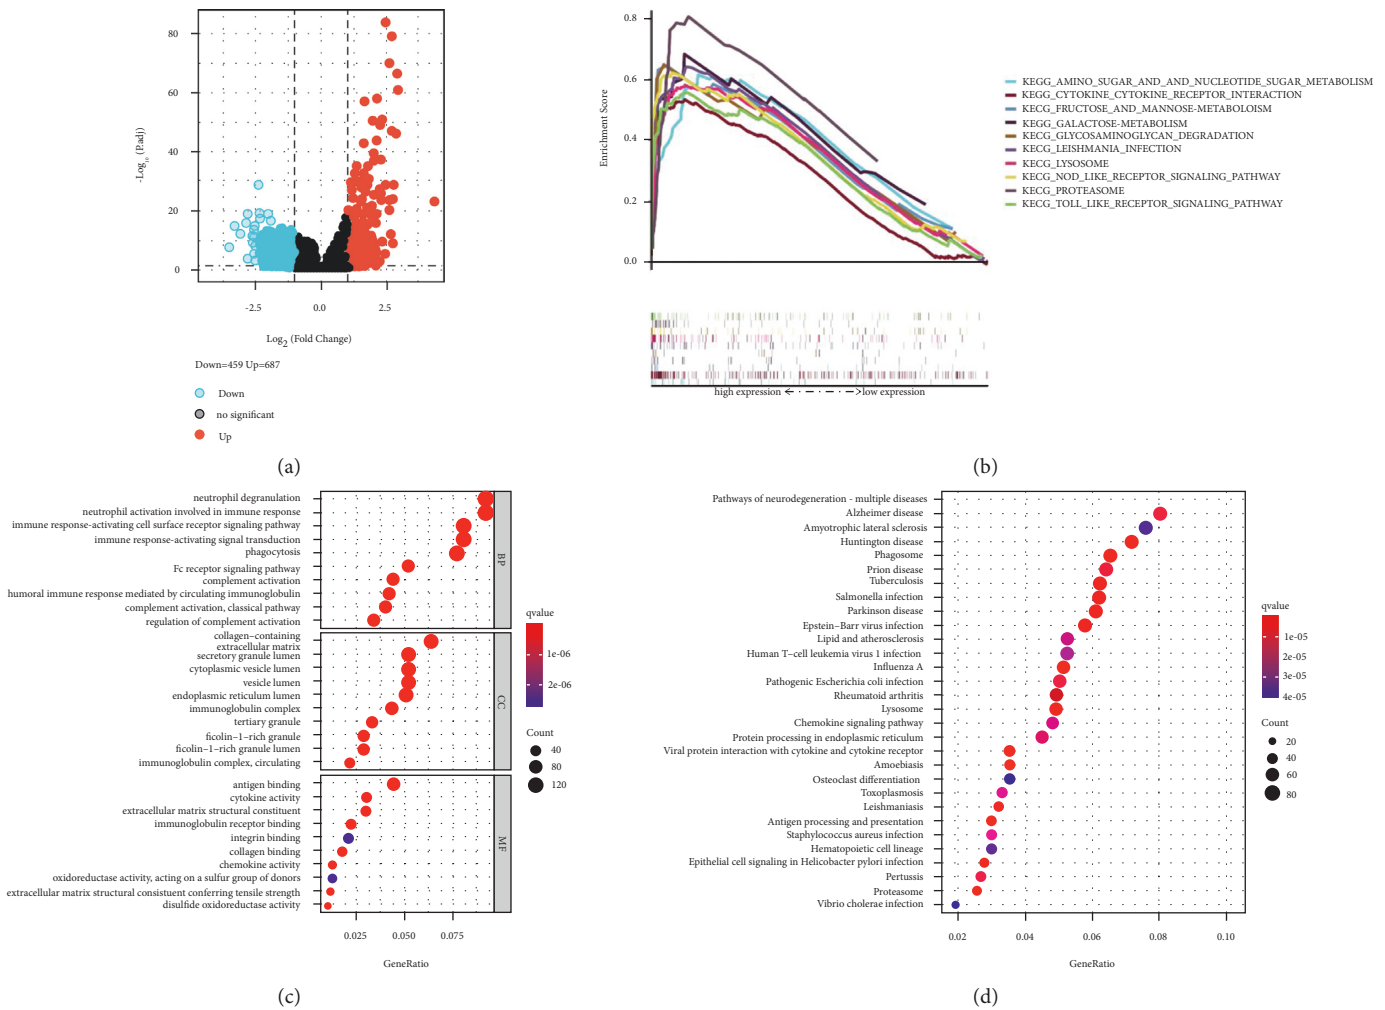 80
60
40
20
0
-Log10 (P.adj)
-2.5 0.0 2.5
Log2 (Fold Change)
Down=459 Up=687
Down
no significant
Up
(a)
0.8
0.6
0.4
0.2
0.0
Enrichment Score
KEGG_AMINO_SUGAR_AND_AND_NUCLEOTIDE_SUGAR_METABOLISM
KEGG_CYTOKINE_CYTOKINE_RECEPTOR_INTERACTION
KEGG_FRUCTOSE_AND_MANNOSE-METABOLOISM
KEGG_GALACTOSE-METABOLISM
KECG_GLYCOSAMINOGLYCAN_DEGRADATION
KECG_LEISHMANIA_INFECTION
KECG_LYSOSOME
KECG_NOD_LIKE_RECEPTOR_SIGNALING_PATHWAY
KECG_PROTEASOME
KECG_TOLL_LIKE_RECEPTOR_SIGNALING_PATHWAY
high expression low expression
(b)
neutrophil degranulation
neutrophil activation involved in immune response
immune response-activating cell surface receptor signaling pathway
immune response-activating signal transduction
phagocytosis
Fc receptor signaling pathway
complement activation
humoral immune response mediated by circulating immunoglobulin
complement activation, classical pathway
regulation of complement activation
BP
collagen-containing
extracellular matrix
secretory granule lumen
cytoplasmic vesicle lumen
vesicle lumen
endoplasmic reticulum lumen
immunoglobulin complex
tertiary granule
ficolin-1-rich granule
ficolin-1-rich granule lumen
immunoglobulin complex, circulating
CC
antigen binding
cytokine activity
extracellular matrix structural constituent
immunoglobulin receptor binding
integrin binding
collagen binding
chemokine activity
oxidoreductase activity, acting on a sulfur group of donors
extracellular matrix structural consistuent conferring tensile strength
disulfide oxidoreductase activity
MF
0.025 0.050 0.075
GeneRatio
qvalue
1e-06
2e-06
Count
40
80
120
(c)
Pathways of neurodegeneration - multiple diseases
Alzheimer disease
Amyotrophic lateral sclerosis
Huntington disease
Phagosome
Prion disease
Tuberculosis
Salmonella infection
Parkinson disease
Epstein-Barr virus infection
Lipid and atherosclerosis
Human T-cell leukemia virus 1 infection
Influenza A
Pathogenic Escherichia coli infection
Rheumatoid arthritis
Lysosome
Chemokine signaling pathway
Protein processing in endoplasmic reticulum
Viral protein interaction with cytokine and cytokine receptor
Amoebiasis
Osteoclast differentiation
Toxoplasmosis
Leishmaniasis
Antigen processing and presentation
Staphylococcus aureus infection
Hematopoietic cell lineage
Epithelial cell signaling in Helicobacter pylori infection
Pertussis
Proteasome
Vibrio cholerae infection
0.02 0.04 0.06 0.08 0.10
GeneRatio
qvalue
1e-05
2e-05
3e-05
4e-05
Count
20
40
60
80
(d)